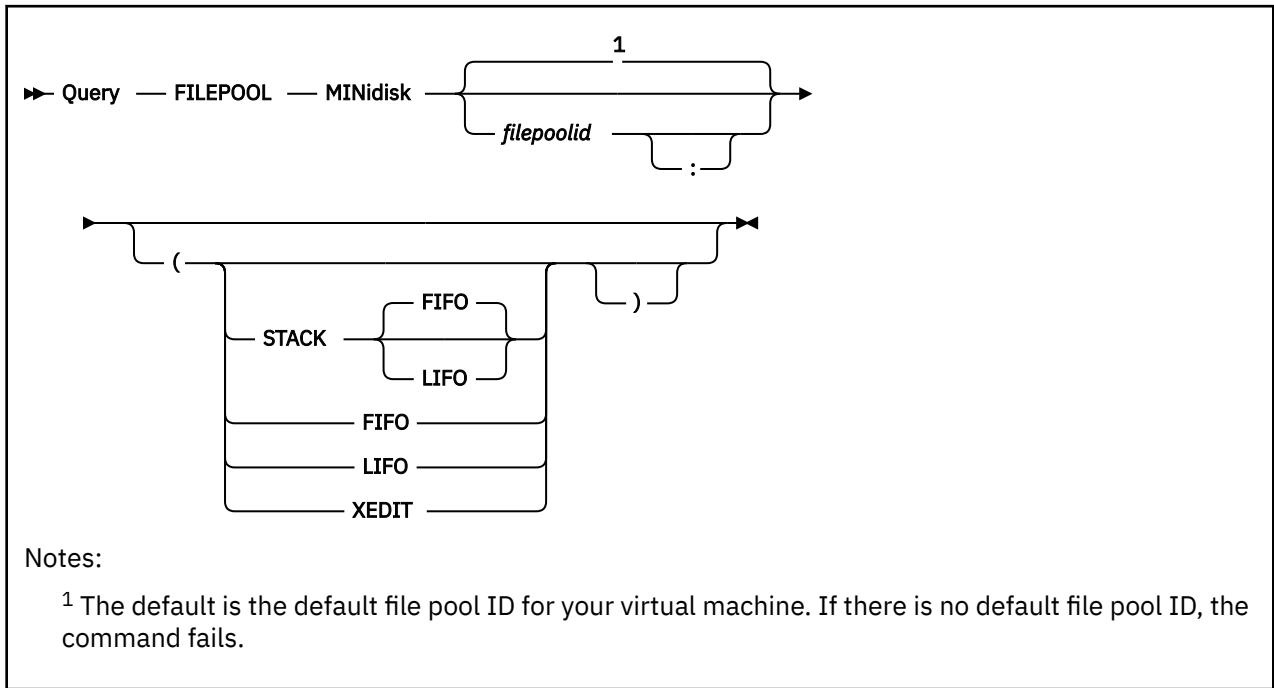 1
Query FILEPOOL MINidisk
filepoolid
:
(
)
STACK FIFO
LIFO
FIFO
LIFO
XEDIT
Notes:
1 The default is the default file pool ID for your virtual machine. If there is no default file pool ID, the
command fails.